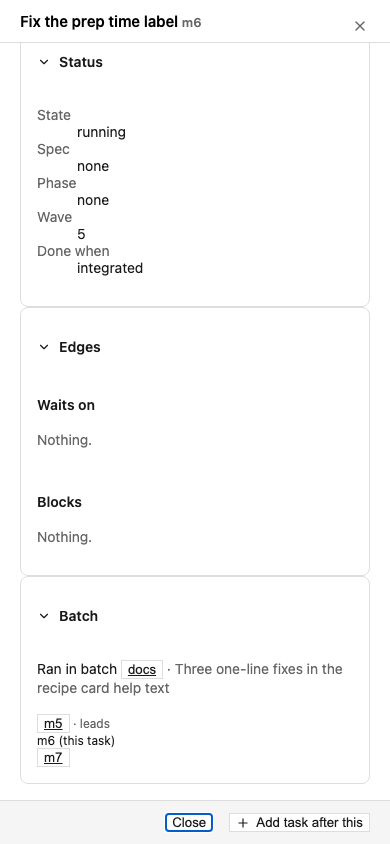 Fix the prep time label m6
Status
State
running
Spec
none
Phase
none
Wave
5
Done when
integrated
Edges
Waits on
Nothing.
Blocks
Nothing.
Batch
Ran in batch docs · Three one-line fixes in the
recipe card help text
m5 · leads
m6 (this task)
m7
Close + Add task after this